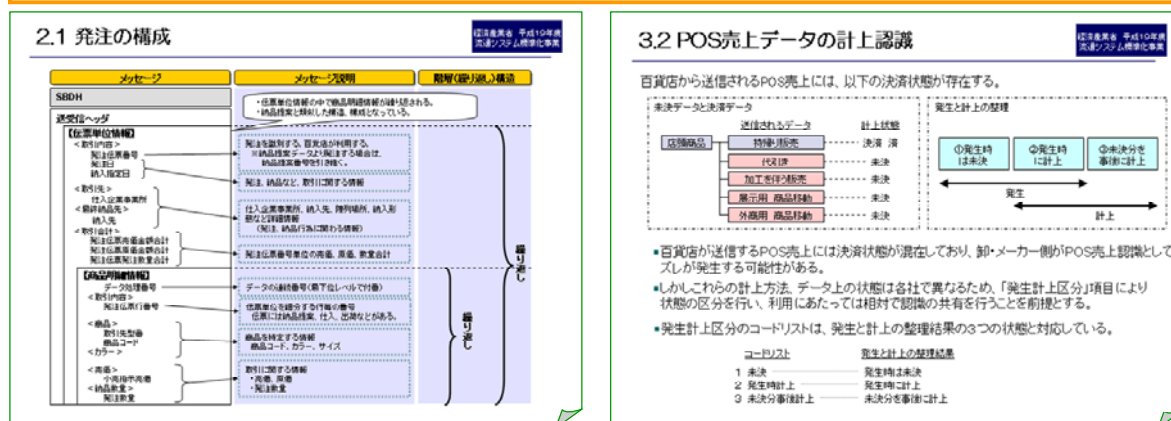 2.1 発注の構成
経済産業省 平成19年度
流通システム標準化事業
メッセージ
メッセージ説明
階層(繰り返し)構造
SBDH
・伝票単位情報の中で商品明細情報が繰り返される。
・納品提案と類似した構造、構成となっている。
送受信ヘッダ
【伝票単位情報】
<取引内容>
発注伝票番号
発注日
納入指定日
発注を識別する。百貨店が利用する。
※納品提案データより発注する場合は、
納品提案番号を引き継ぐ。
発注、納品など、取引に関する情報
<取引先>
仕入企業事業所
<最終納品先>
納入先
仕入企業事業所、納入先、陳列場所、納入形
態など詳細情報
(発注、納品行為に関わる情報)
<取引合計>
発注伝票売価金額合計
発注伝票原価金額合計
発注伝票発注数量合計
発注伝票番号単位の売価、原価、数量合計
【商品明細情報】
データ処理番号
データの連続番号(最下位レベルで付番)
<取引内容>
発注伝票行番号
伝票単位を細分する行毎の番号
伝票には納品提案、仕入、出荷などがある。
<商品>
取引先型番
商品コード
<カラー>
商品を特定する情報
商品コード、カラー、サイズ
<売価>
小売指示売価
<納品数量>
発注数量
取引に関する情報
・売価、原価
・発注数量
繰り返し
繰り返し
3.2 POS売上データの計上認識
経済産業省 平成19年度
流通システム標準化事業
百貨店から送信されるPOS売上には、以下の決済状態が存在する。
未決データと決済データ
送信されるデータ
計上状態
店頭商品
持帰り販売
決済 済
代引済
未決
加工を伴う販売
未決
展示用 商品移動
未決
外商用 商品移動
未決
発生と計上の整理
①発生時
は未決
②発生時
に計上
③未決分を
事後に計上
発生
計上
▪百貨店が送信するPOS売上には決済状態が混在しており、卸・メーカー側がPOS売上認識として
ズレが発生する可能性がある。
▪しかしこれらの計上方法、データ上の状態は各社で異なるため、「発生計上区分」項目により
状態の区分を行い、利用にあたっては相対で認識の共有を行うことを前提とする。
▪発生計上区分のコードリストは、発生と計上の整理結果の3つの状態と対応している。
コードリスト
発生と計上の整理結果
1 未決
発生時は未決
2 発生時計上
発生時に計上
3 未決分事後計上
未決分を事後に計上